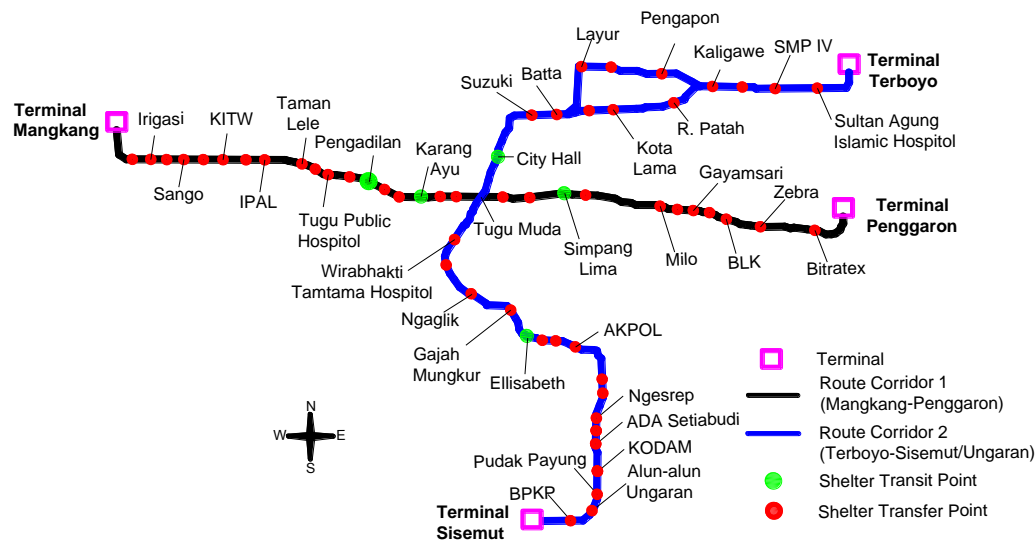 Layur
Pengapon
Kaligawe
SMP IV
Terminal
Terboyo
Suzuki
Batta
Terminal
Mangkang
Irigasi
KITW
Taman
Lele
Pengadilan
Karang
Ayu
City Hall
Kota
Lama
R. Patah
Sultan Agung
Islamic Hospitol
Sango
IPAL
Tugu Public
Hospitol
Tugu Muda
Gayamsari
Zebra
Terminal
Penggaron
Simpang
Lima
Milo
BLK
Bitratex
Wirabhakti
Tamtama Hospitol
Ngaglik
Gajah
Mungkur
Ellisabeth
AKPOL
Ngesrep
ADA Setiabudi
KODAM
Pudak Payung
Alun-alun
Ungaran
BPKP
Terminal
Sisemut
N
W
E
S
Terminal
Route Corridor 1
(Mangkang-Penggaron)
Route Corridor 2
(Terboyo-Sisemut/Ungaran)
Shelter Transit Point
Shelter Transfer Point